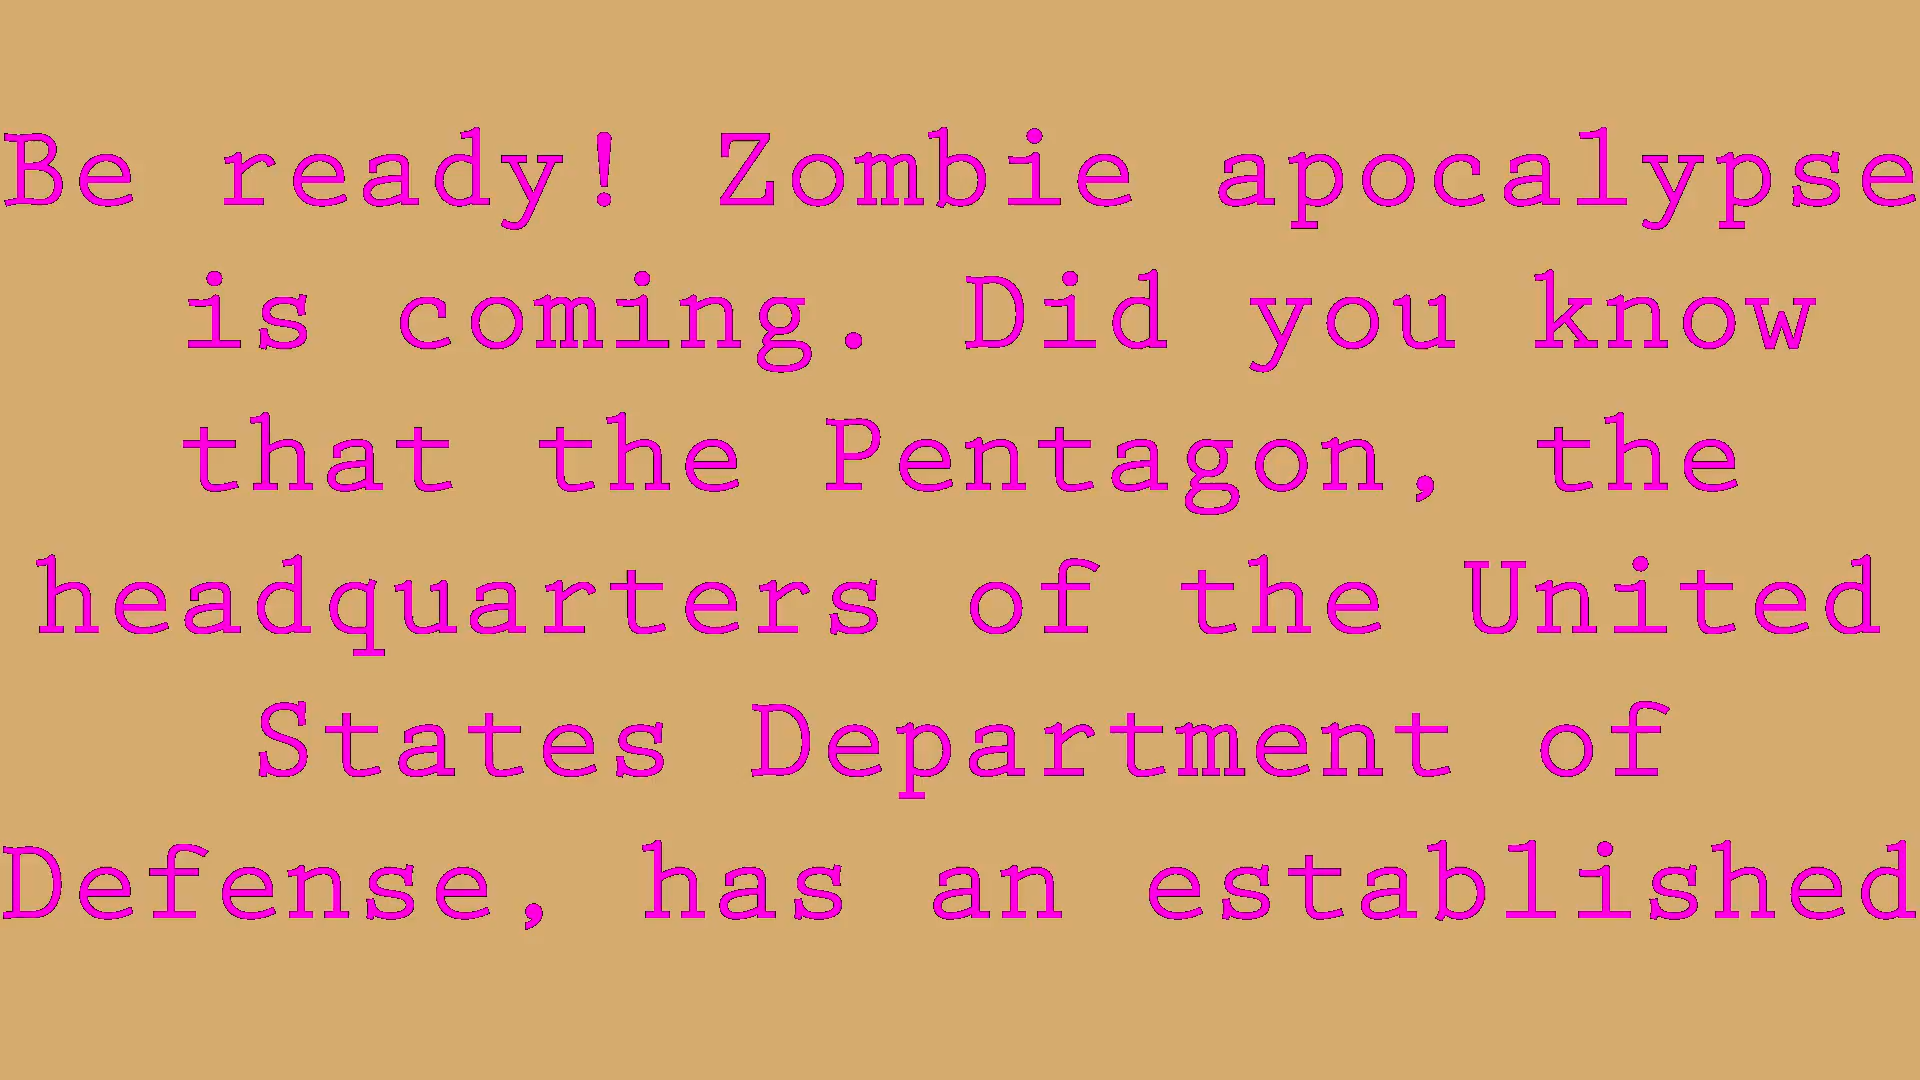 Be ready! Zombie apocalypse
is coming. Did you know
that the Pentagon, the
headquarters of the United
States Department of
Defense, has an established